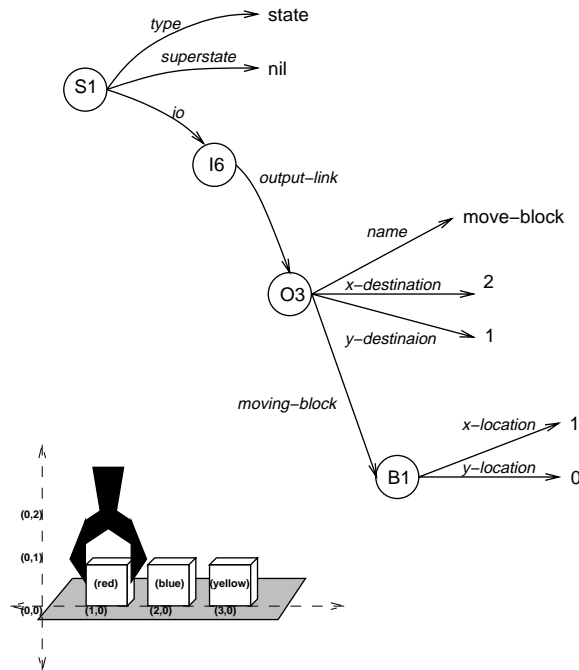 type
state
superstate
nil
S1
io
I6
output-link
name
move-block
O3
x-destination
2
y-destinaion
1
moving-block
x-location
1
B1
y-location
0
(0,2)
(0,1)
(red)
(blue)
(yellow)
(0,0)
(1,0)
(2,0)
(3,0)